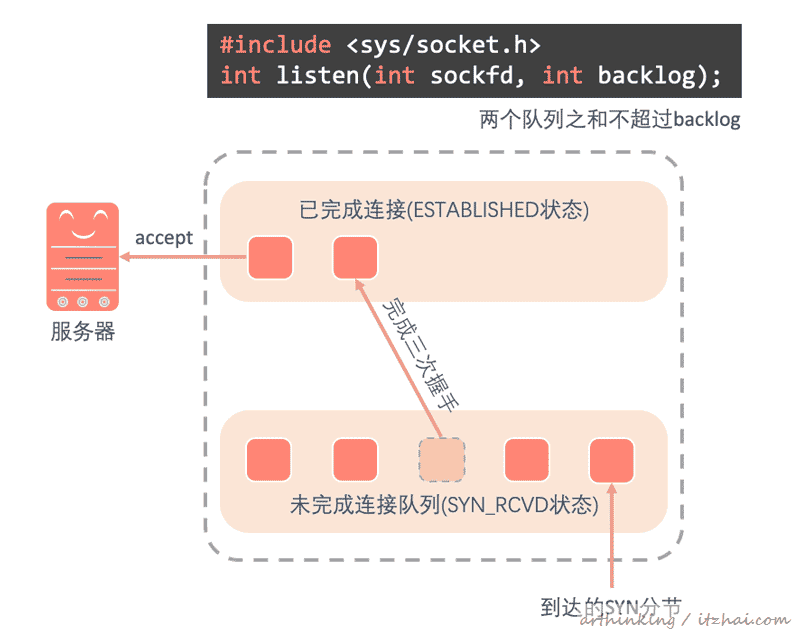 #include <sys/socket.h>
int listen(int sockfd, int backlog);
两个队列之和不超过backlog
已完成连接(ESTABLISHED状态)
accept
服务器
完成三次握手
未完成连接队列(SYN_RCVD状态)
到达的SYN分节
arthinking / itzhai.com